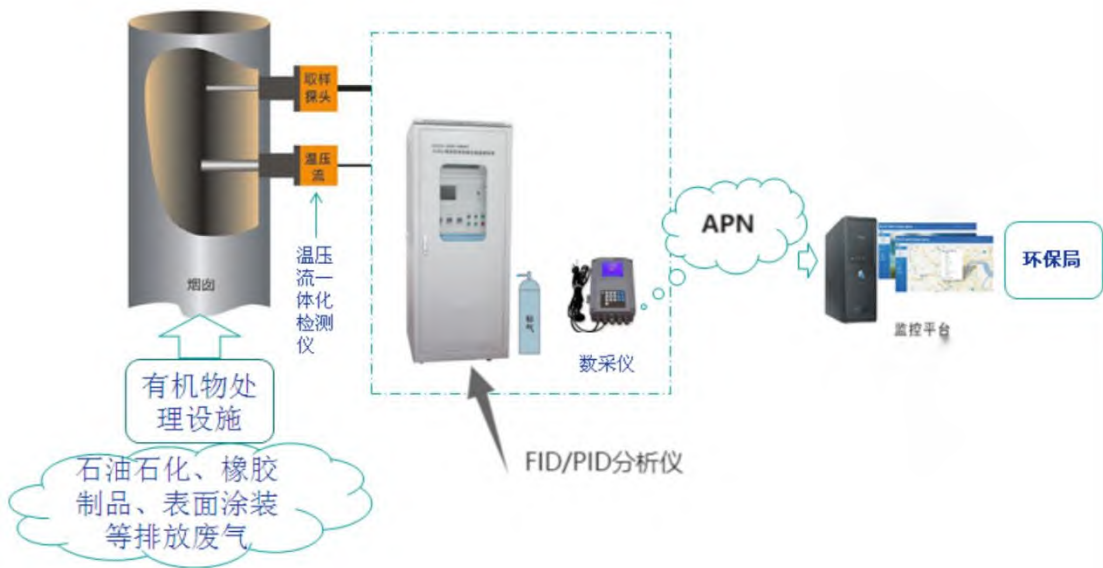 取样
探头
温压
流
温压
流一
体化
检测
仪
烟囱
有机物处
理设施
石油石化、橡胶
制品、表面涂装
等排放废气
数采仪
FID/PID分析仪
APN
监控平台
环保局